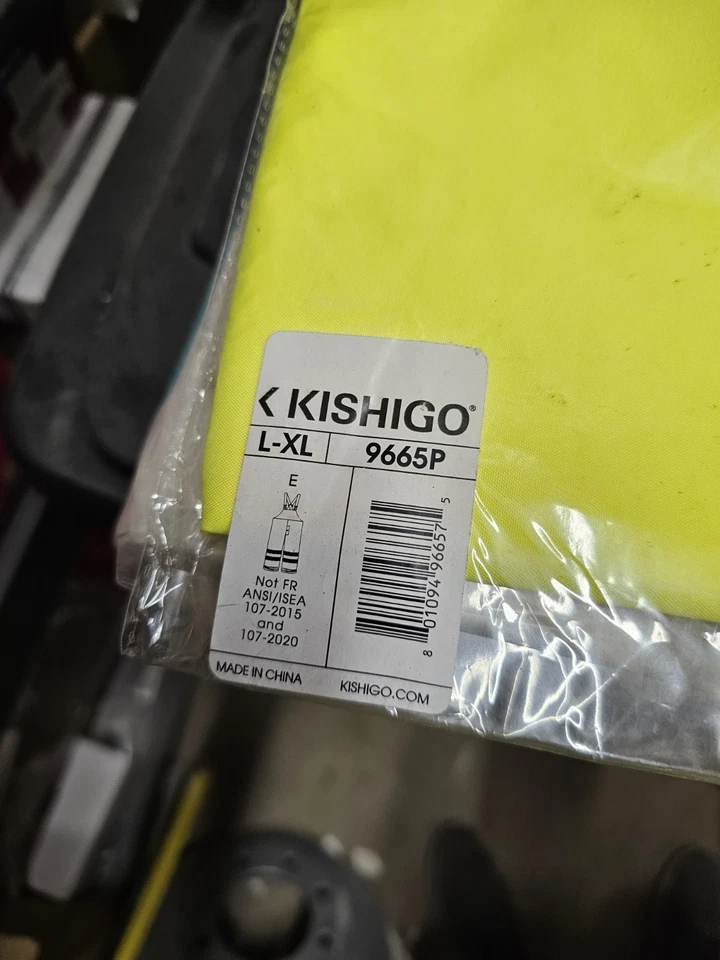 KISHIGO®
L-XL 9665P
E
Not FR
ANSI/ISEA
107-2015
and
107-2020
8 01094 96657 5
MADE IN CHINA KISHIGO.COM